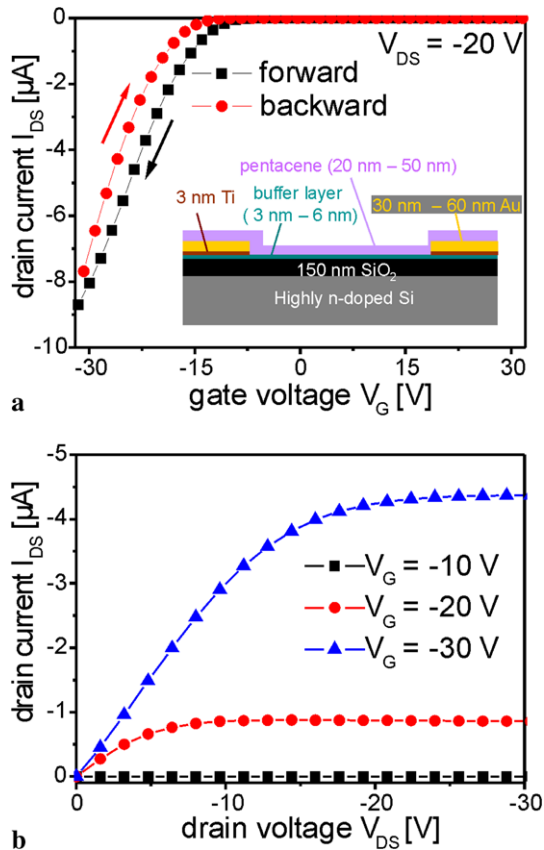 0
-2
-4
-6
-8
-10
drain current I_DS [µA]
V_DS = -20 V
forward
backward
pentacene (20 nm – 50 nm)
3 nm Ti
buffer layer
( 3 nm – 6 nm)
30 nm – 60 nm Au
150 nm SiO₂
Highly n-doped Si
-30 -15 0 15 30
gate voltage V_G [V]
a
-5
-4
-3
-2
-1
0
drain current I_DS [µA]
V_G = -10 V
V_G = -20 V
V_G = -30 V
0 -10 -20 -30
drain voltage V_DS [V]
b